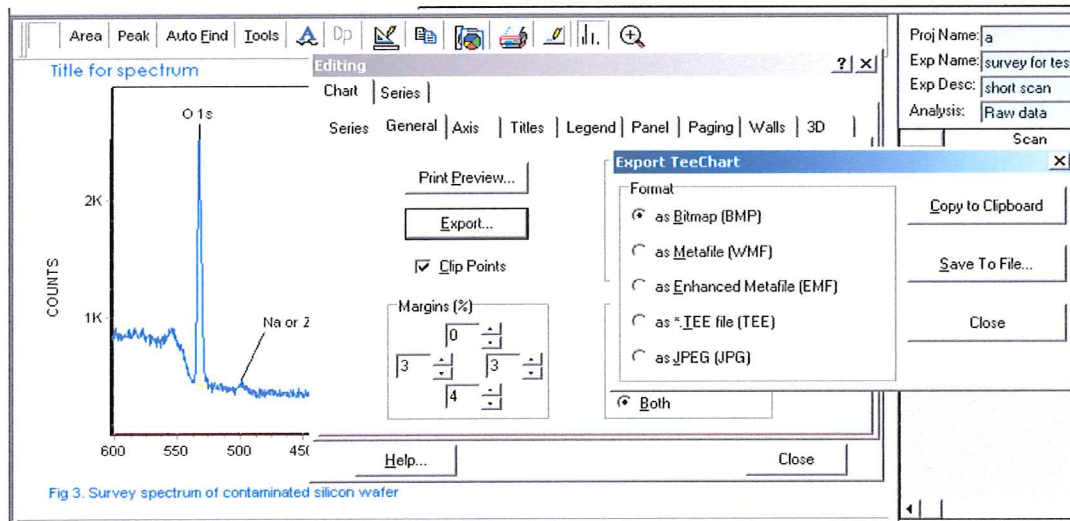 Area Peak Auto Find Tools Dp
Title for spectrum
O 1s
2K
1K
COUNTS
Na or
600 550 500
Fig 3. Survey spectrum of contaminated silicon wafer
Editing
Chart Series
Series General Axis Titles Legend Panel Paging Walls 3D
Print Preview...
Export...
Clip Points
Margins (%)
0
3 3
4
Both
Help... Close
Export TeeChart
Format
as Bitmap (BMP)
as Metafile (WMF)
as Enhanced Metafile (EMF)
as *.TEE file (TEE)
as JPEG (JPG)
Copy to Clipboard
Save To File...
Close
Proj Name: a
Exp Name: survey for tes
Exp Desc: short scan
Analysis: Raw data
Scan